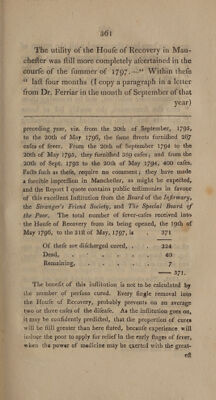 361
The utility of the Houſe of Recovery in Man-
cheſter was ſtill more completely aſcertained in the
courſe of the ſummer of 1797.—“ Within theſe
“ laſt four months (I copy a paragraph in a letter
from Dr. Ferriar in the month of September of that
year)
preceding year, viz. from the 20th of September, 1795,
to the 20th of May 1796, the ſame ſtreets furniſhed 267
caſes of fever. From the 20th of September 1794 to the
20th of May 1795, they furniſhed 389 caſes; and from the
20th of Sept. 1793 to the 20th of May 1794, 400 caſes.
Facts ſuch as theſe, require no comment; they have made
a forcible impreſſion in Mancheſter, as might be expected,
and the Report I quote contains public teſtimonies in favour
of this excellent Inſtitution from the Board of the Infirmary,
the Stranger's Friend Society, and The Special Board of
the Poor. The total number of fever-caſes received into
the Houſe of Recovery from its being opened, the 19th of
May 1796, to the 21ſt of May, 1797, is 371
Of theſe are diſcharged cured, . . 324
Dead, . . . . . . 40
Remaining, . . . . . 7
— 371.
The benefit of this inſtitution is not to be calculated by
the number of perſons cured. Every ſingle removal into
the Houſe of Recovery, probably prevents on an average
two or three caſes of the diſeaſe. As the inſtitution goes on,
it may be confidently predicted, that the proportion of cures
will be ſtill greater than here ſtated, becauſe experience will
induce the poor to apply for relief in the early ſtages of fever,
when the power of medicine may be exerted with the great-
eſt